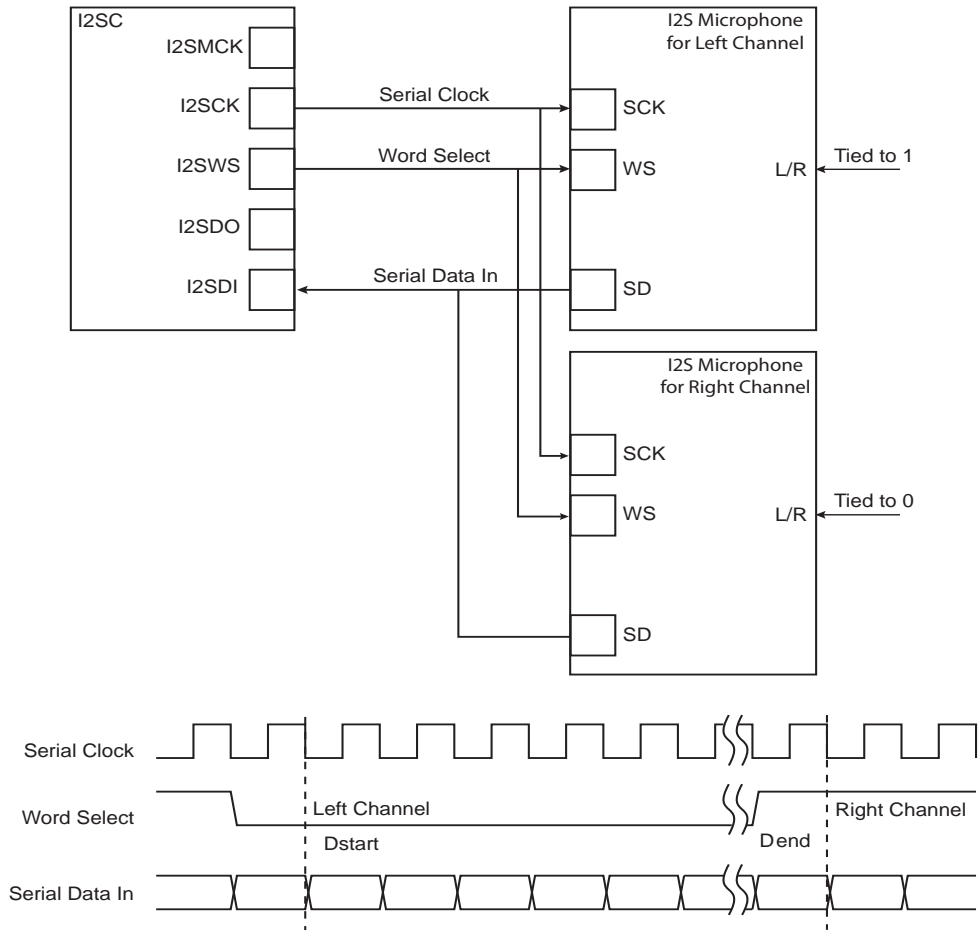 I2SC
I2SMCK
I2SCK
I2SWS
I2SDO
I2SDI
Serial Clock
Word Select
Serial Data In
I2S Microphone
for Left Channel
SCK
WS
L/R
Tied to 1
SD
I2S Microphone
for Right Channel
SCK
WS
L/R
Tied to 0
SD
Serial Clock
Word Select
Left Channel
Right Channel
Dstart
Dend
Serial Data In